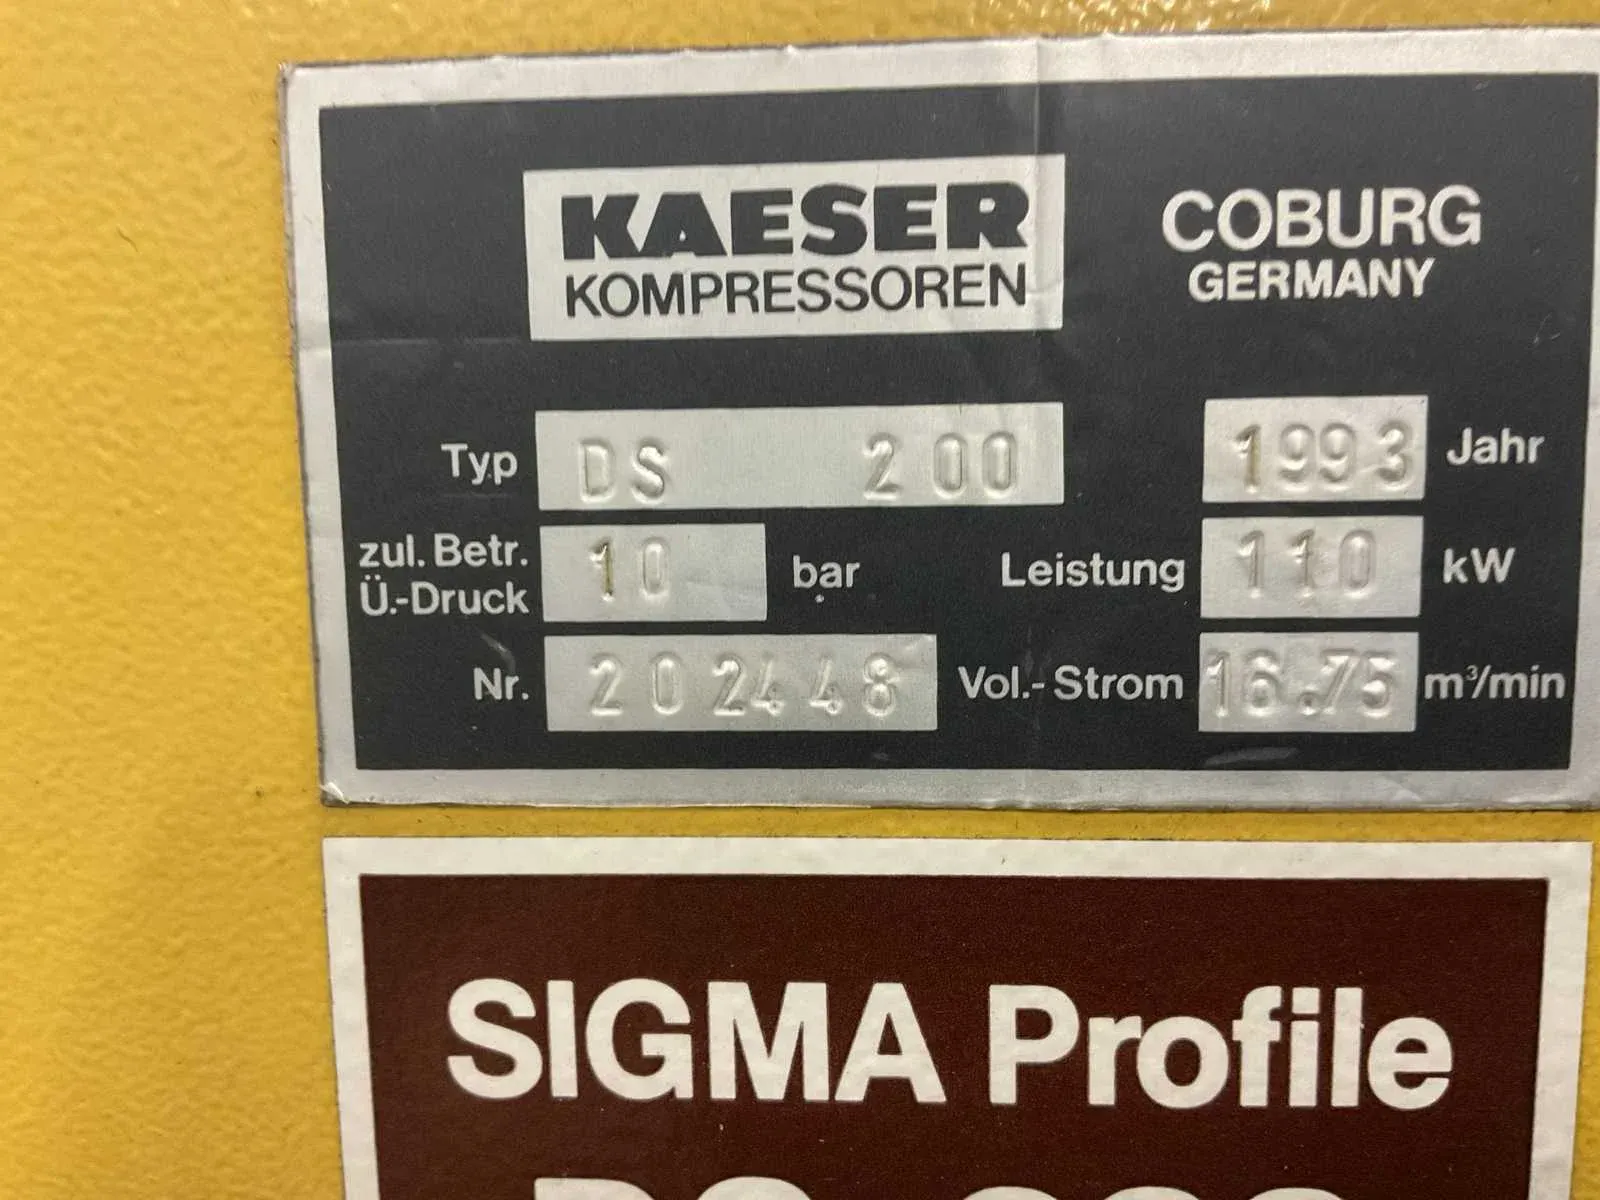 KAESER
KOMPRESSOREN
COBURG
GERMANY
Typ DS 200 1993 Jahr
zul. Betr.
Ü.-Druck 10 bar Leistung 110 kW
Nr. 202448 Vol.-Strom 16.75 m³/min
SIGMA Profile